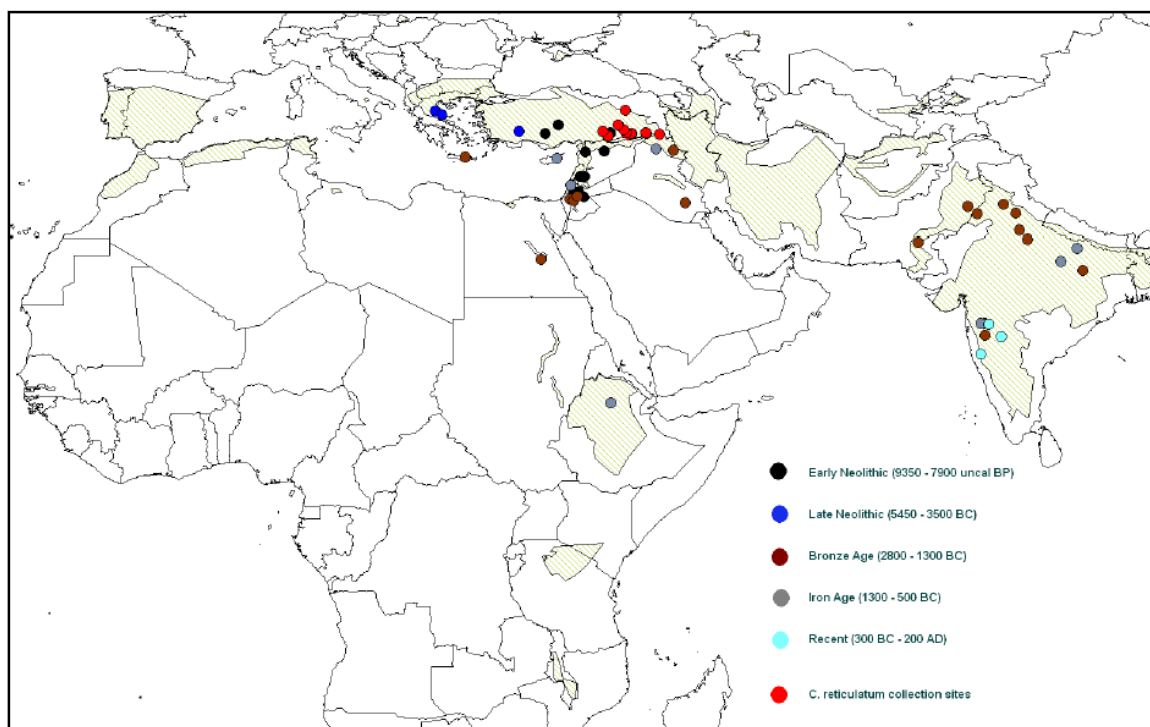 Early Neolithic (9350 - 7900 uncal BP)
Late Neolithic (5450 - 3500 BC)
Bronze Age (2800 - 1300 BC)
Iron Age (1300 - 500 BC)
Recent (300 BC - 200 AD)
C. reticulatum collection sites